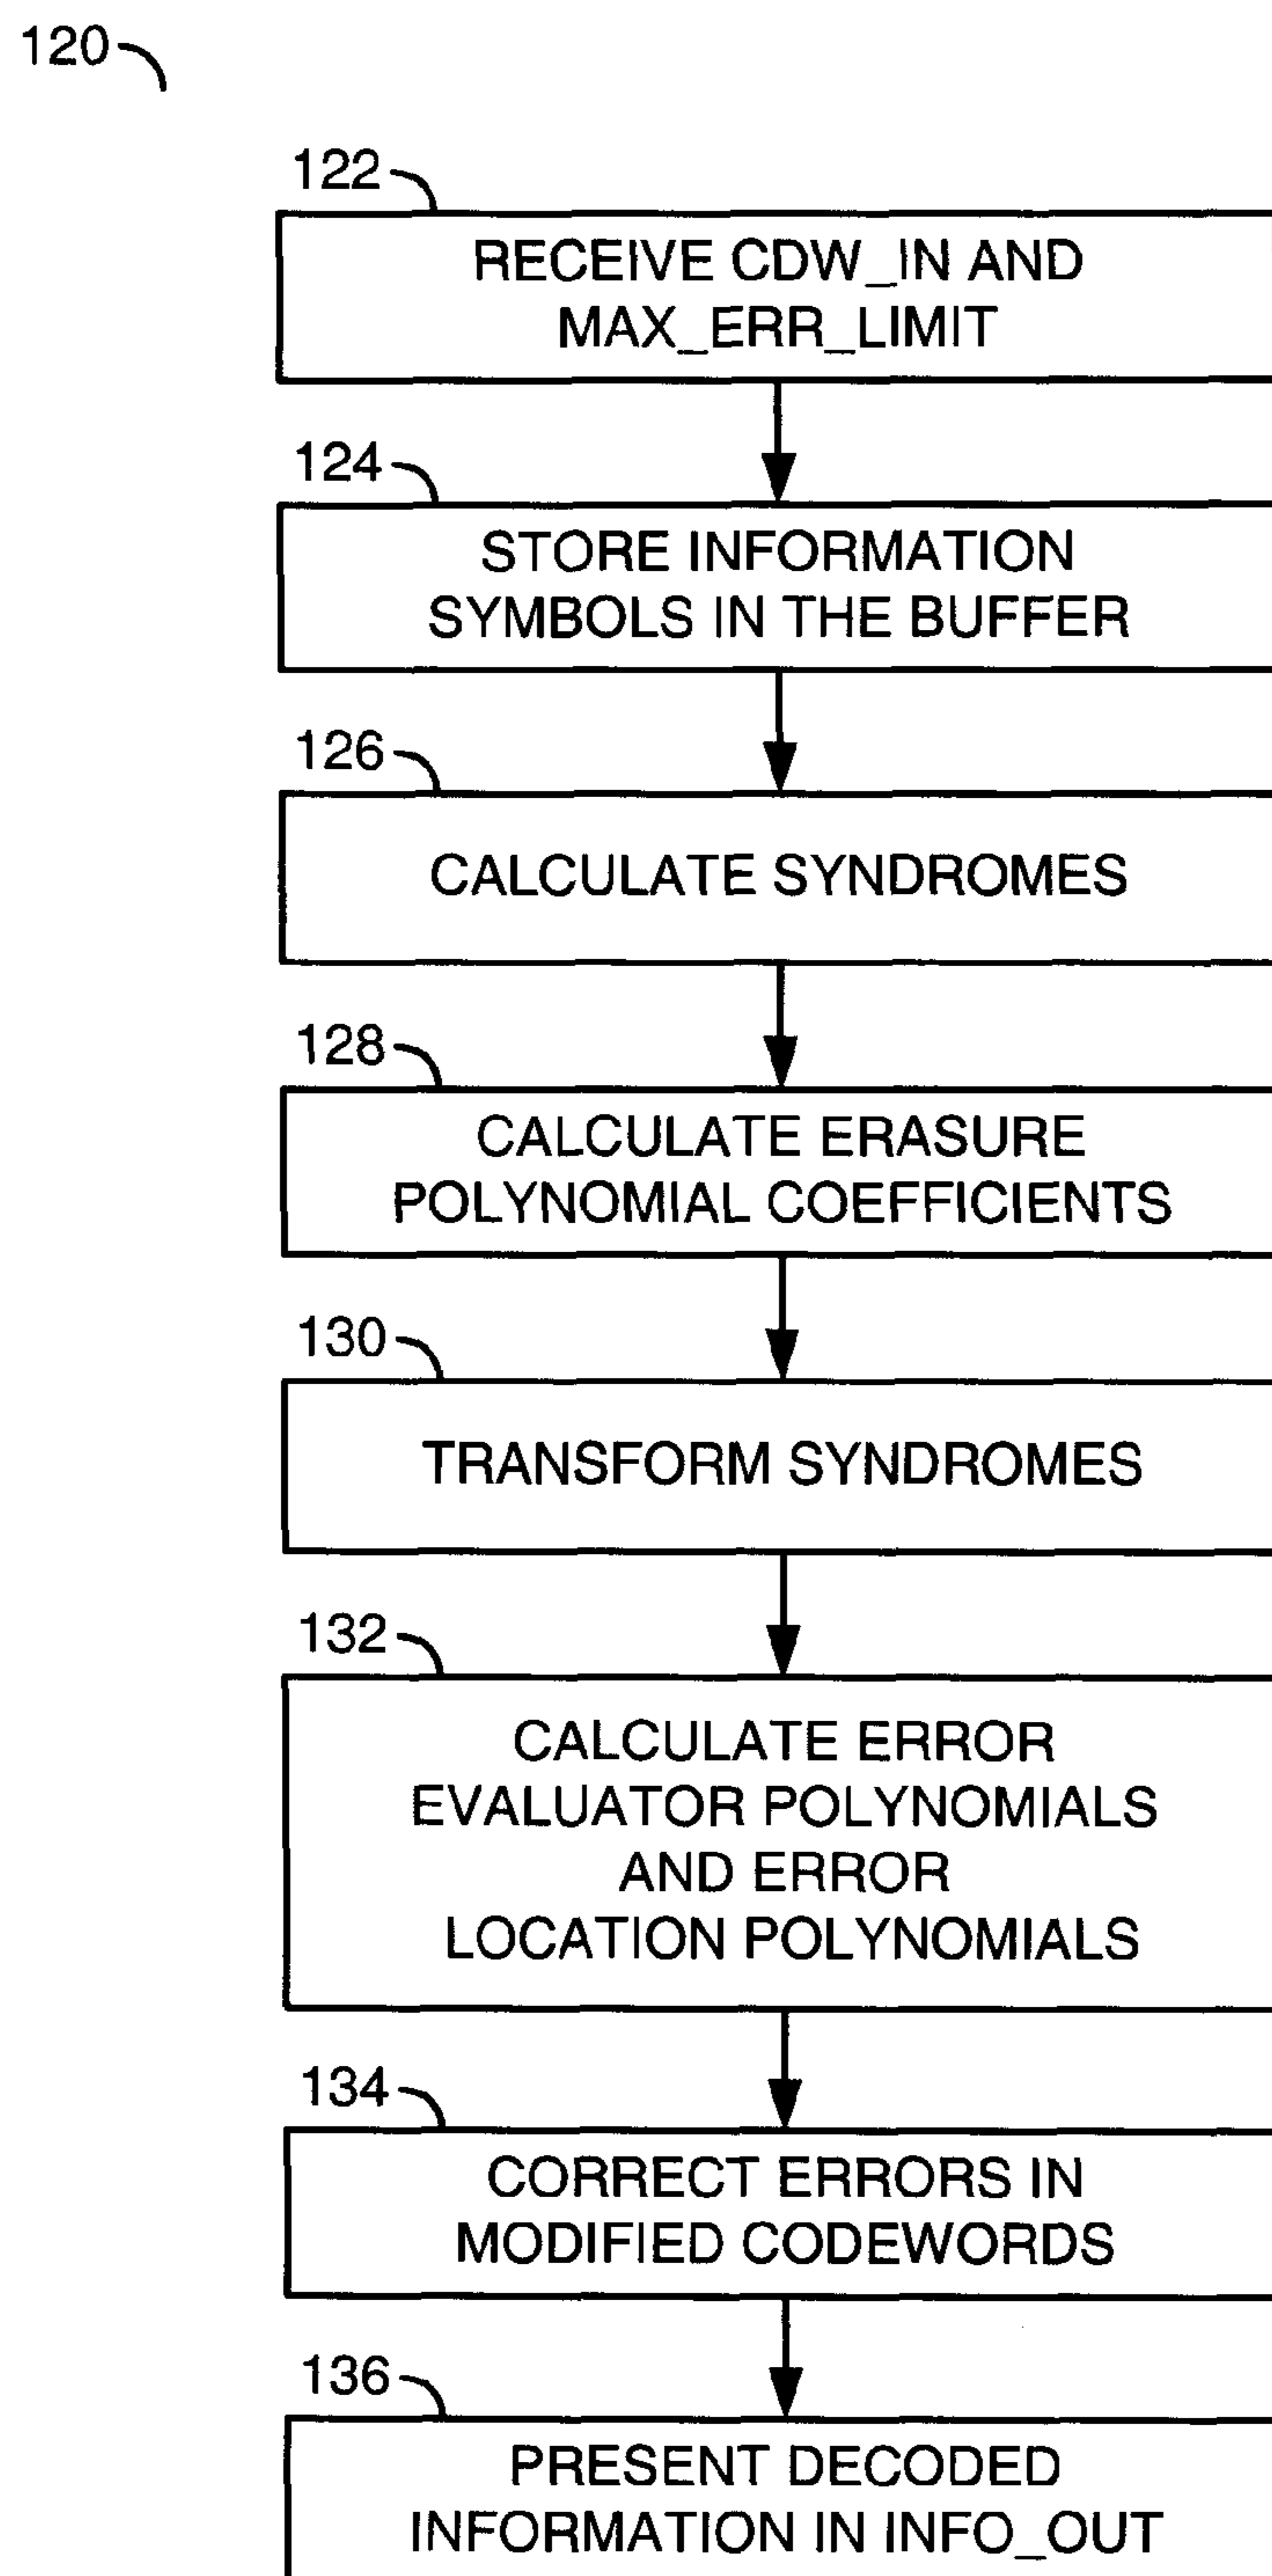 120
122
RECEIVE CDW_IN AND
MAX_ERR_LIMIT
124
STORE INFORMATION
SYMBOLS IN THE BUFFER
126
CALCULATE SYNDROMES
128
CALCULATE ERASURE
POLYNOMIAL COEFFICIENTS
130
TRANSFORM SYNDROMES
132
CALCULATE ERROR
EVALUATOR POLYNOMIALS
AND ERROR
LOCATION POLYNOMIALS
134
CORRECT ERRORS IN
MODIFIED CODEWORDS
136
PRESENT DECODED
INFORMATION IN INFO_OUT